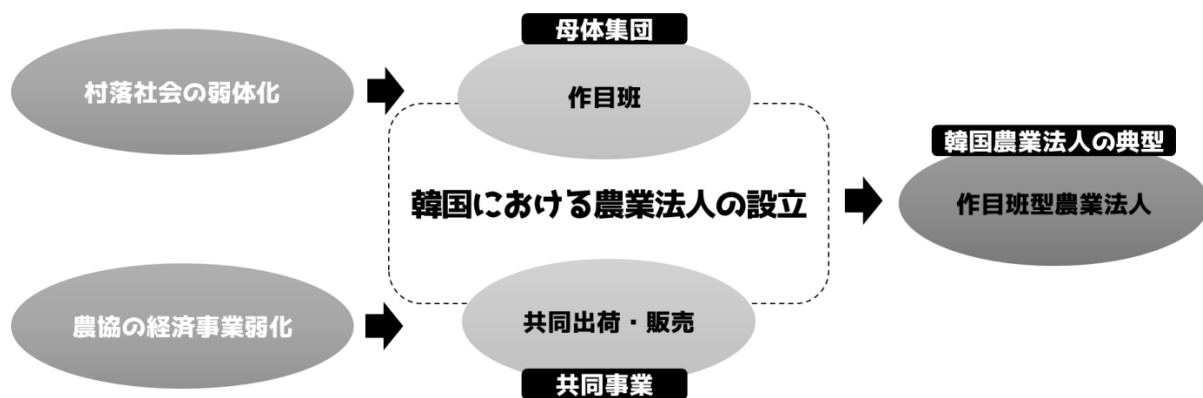 母体集団
村落社会の弱体化
作目班
韓国農業法人の典型
韓国における農業法人の設立
作目班型農業法人
農協の経済事業弱化
共同出荷・販売
共同事業